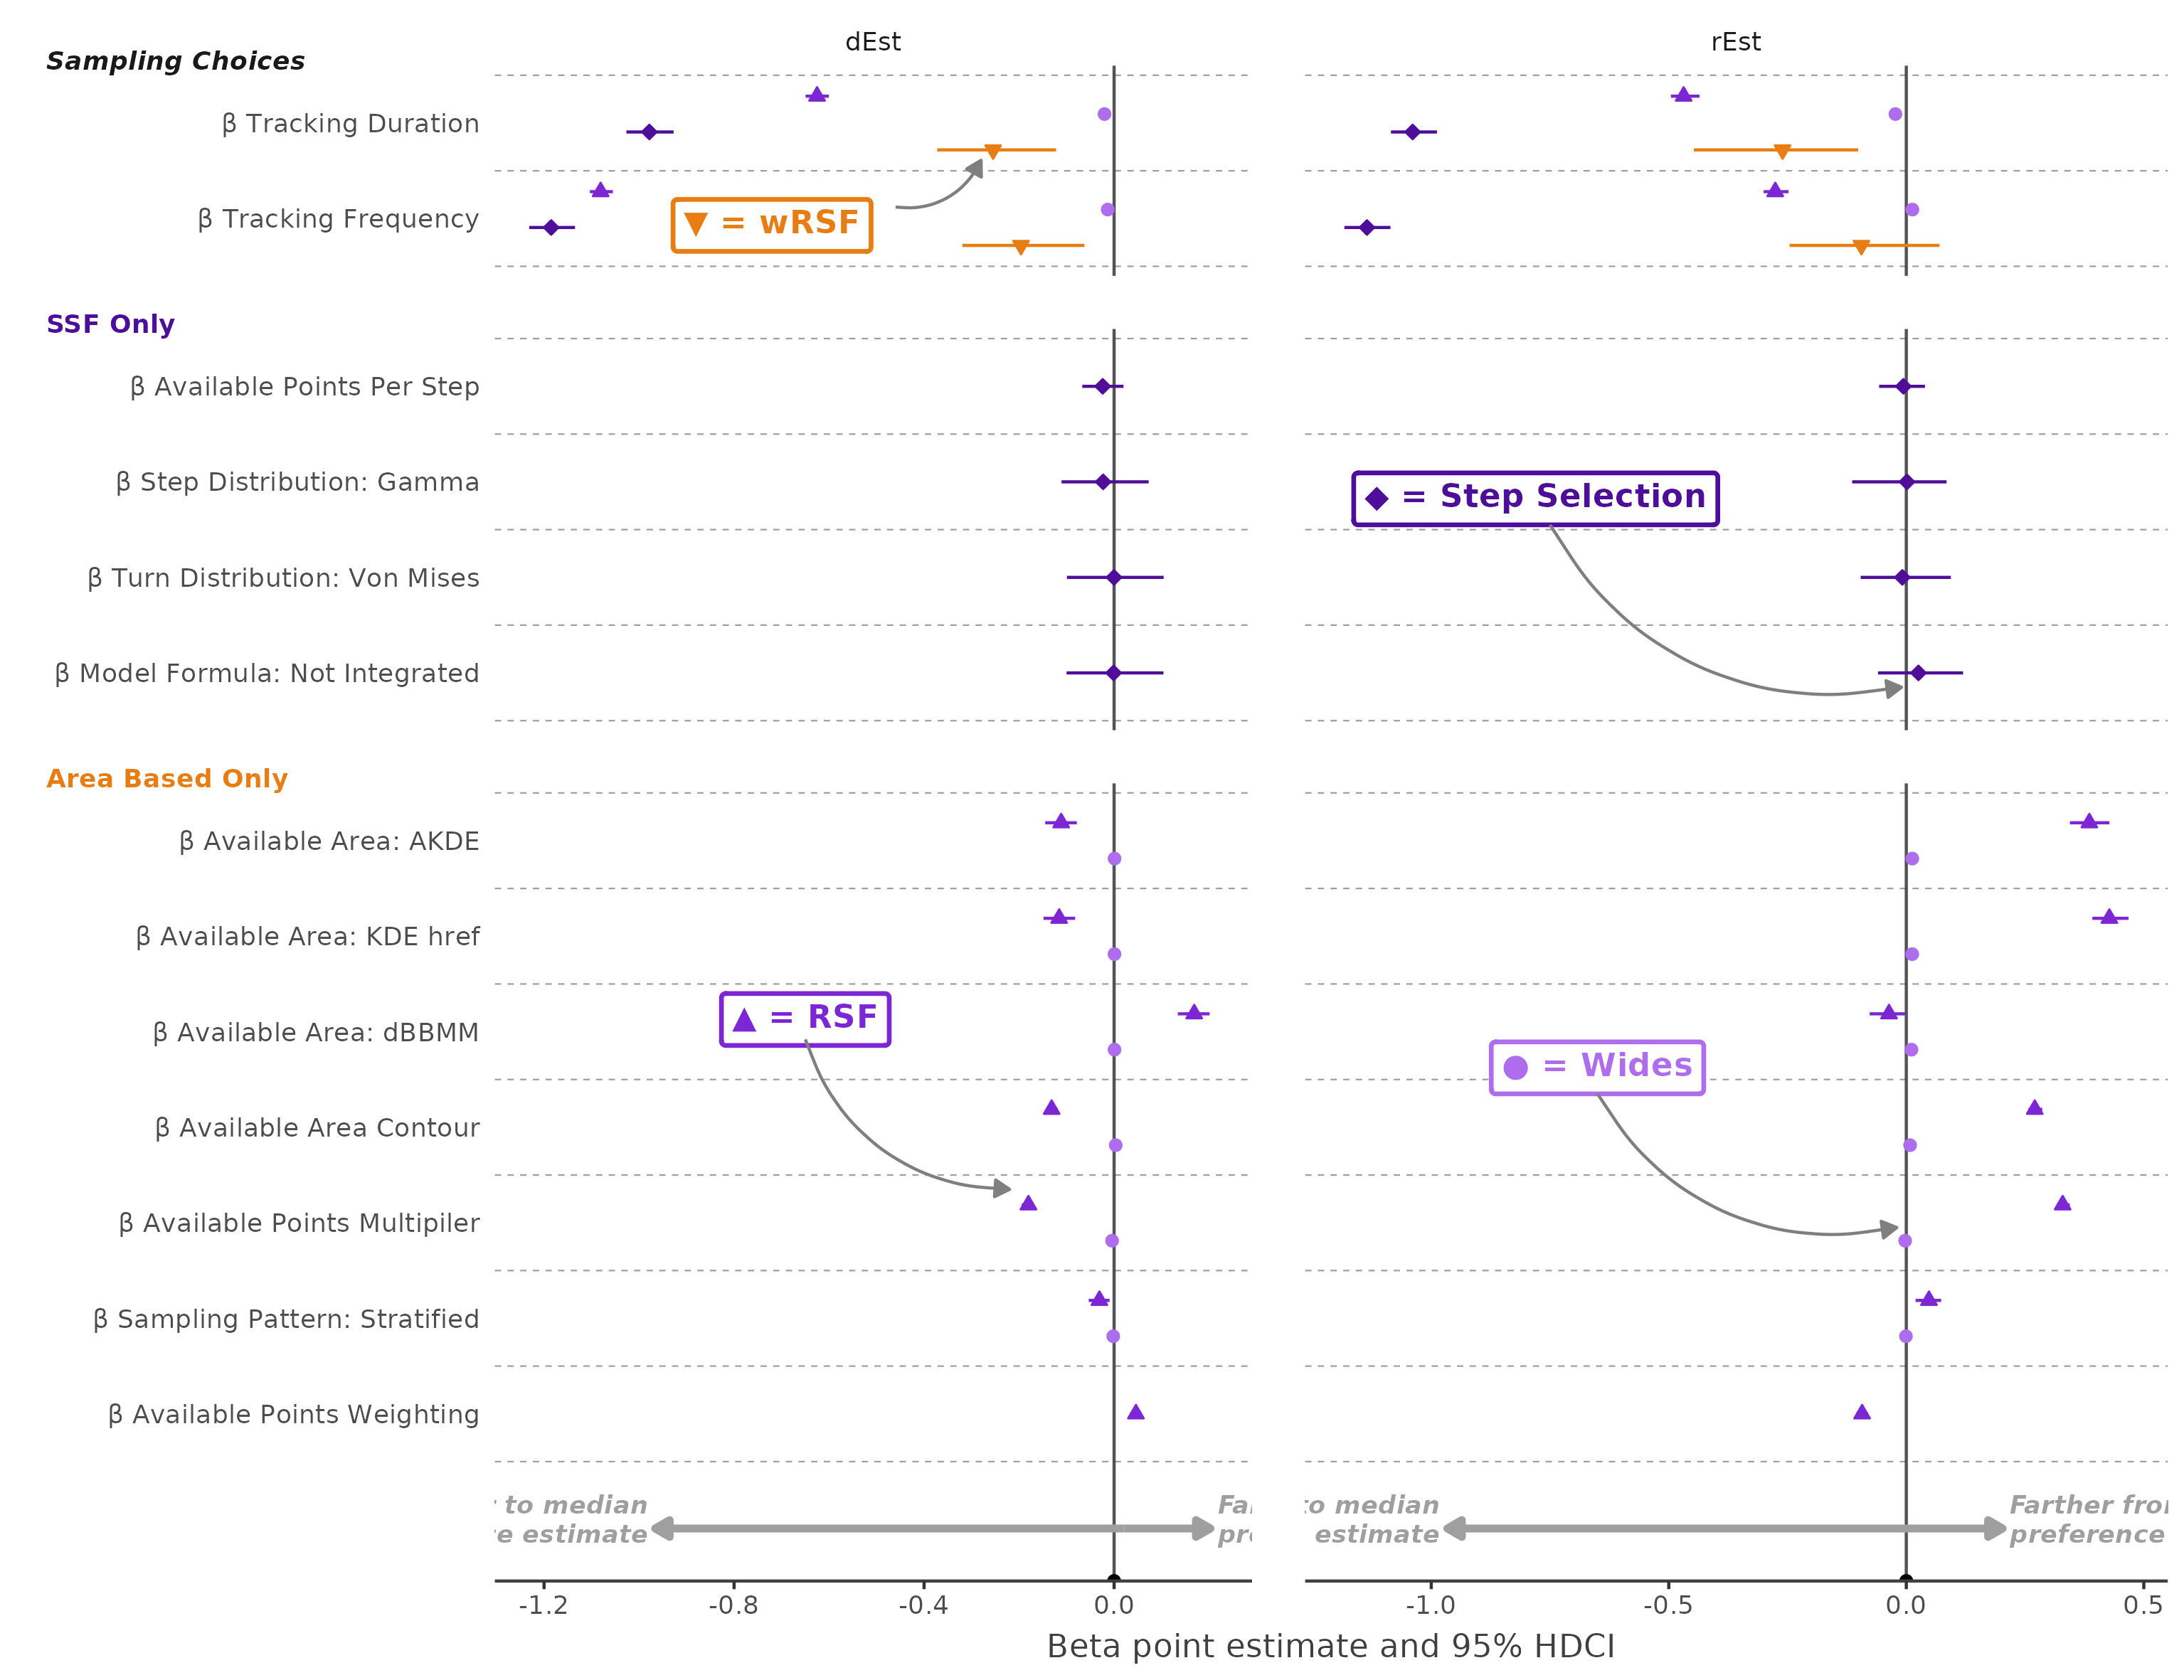 dEst
rEst
Sampling Choices
β Tracking Duration
β Tracking Frequency
▼ = wRSF
SSF Only
β Available Points Per Step
β Step Distribution: Gamma
◆ = Step Selection
β Turn Distribution: Von Mises
β Model Formula: Not Integrated
Area Based Only
β Available Area: AKDE
β Available Area: KDE href
▲ = RSF
β Available Area: dBBMM
● = Wides
β Available Area Contour
β Available Points Multipiler
β Sampling Pattern: Stratified
β Available Points Weighting
to median
estimate
to median
estimate
Farther
preference
-1.2 -0.8 -0.4 0.0
-1.0 -0.5 0.0 0.5
Beta point estimate and 95% HDCI